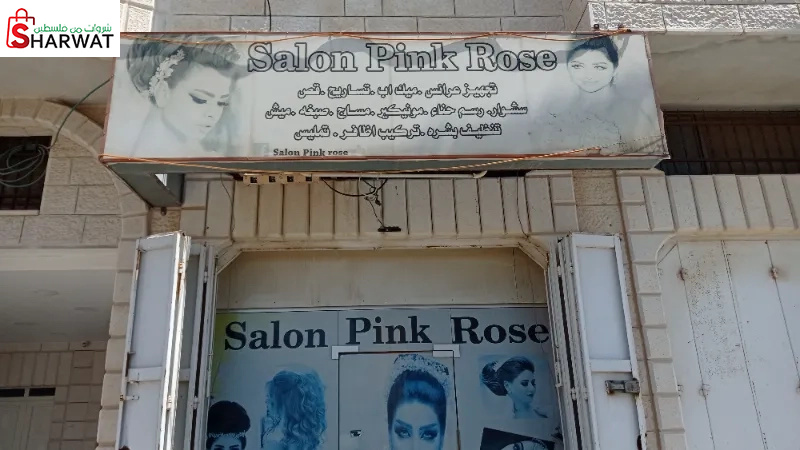 شروات من فلسطين
SHARWAT
Salon Pink Rose
تجهيز عرائس .ميك اب .تساريح . قص
سشوار. رسم حناء .مونيكير .مساج .صبغه .ميش
تنظيف بشره .تركيب اظافر . تمليس
Salon Pink rose
Salon Pink Rose